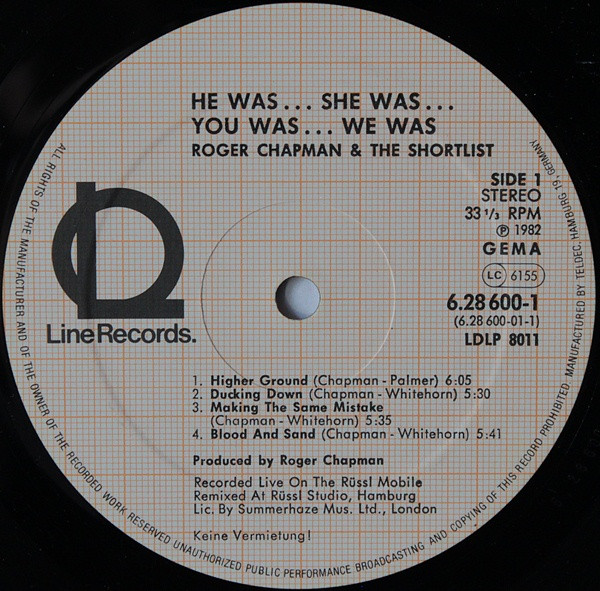 HE WAS... SHE WAS...
YOU WAS... WE WAS
ROGER CHAPMAN & THE SHORTLIST
SIDE 1
STEREO
33 1/3 RPM
℗ 1982
GEMA
LC 6155
6.28 600-1
(6.28 600-01-1)
LDLP 8011
LineRecords.
1. Higher Ground (Chapman - Palmer) 6:05
2. Ducking Down (Chapman - Whitehorn) 5:30
3. Making The Same Mistake
(Chapman - Whitehorn) 5:35
4. Blood And Sand (Chapman - Whitehorn) 5:41
Produced by Roger Chapman
Recorded Live On The Rüssl Mobile
Remixed At Rüssl Studio, Hamburg
Lic. By Summerhaze Mus. Ltd., London
Keine Vermietung!
ALL RIGHTS OF THE MANUFACTURER AND OF THE OWNER OF THE RECORDED WORK RESERVED UNAUTHORIZED PUBLIC PERFORMANCE BROADCASTING AND COPYING OF THIS RECORD PROHIBITED. MANUFACTURED BY TELDEC, HAMBURG 19, GERMANY